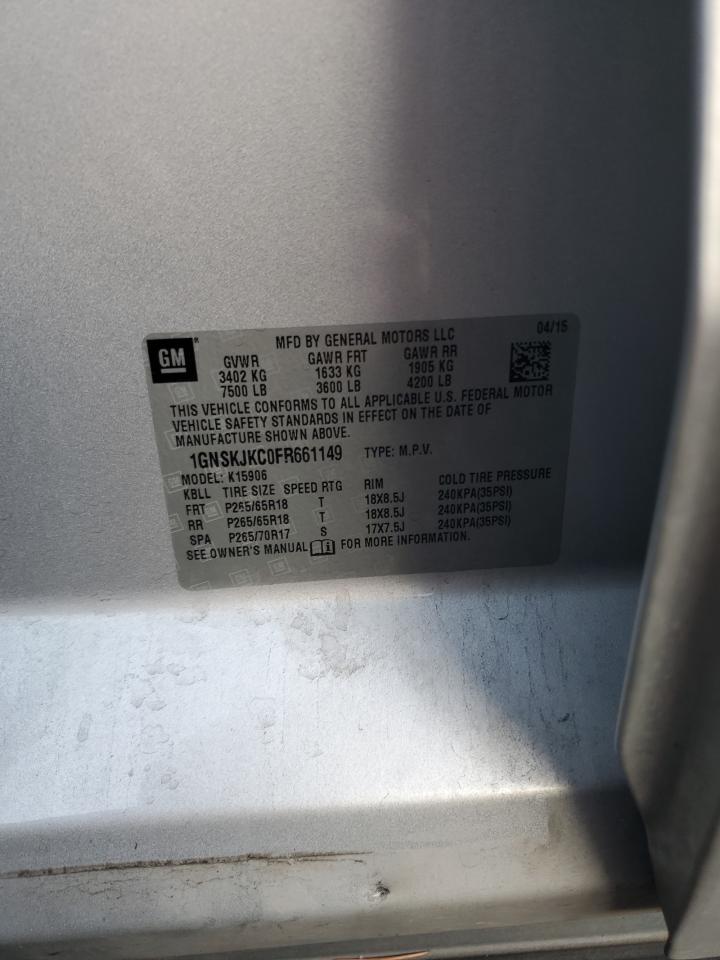 GM ® MFD BY GENERAL MOTORS LLC 04/15
GVWR GAWR FRT GAWR RR
3402 KG 1633 KG 1905 KG
7500 LB 3600 LB 4200 LB
THIS VEHICLE CONFORMS TO ALL APPLICABLE U.S. FEDERAL MOTOR
VEHICLE SAFETY STANDARDS IN EFFECT ON THE DATE OF
MANUFACTURE SHOWN ABOVE.
1GNSKJKC0FR661149 TYPE: M.P.V.
MODEL: K15906
KBLL TIRE SIZE SPEED RTG RIM COLD TIRE PRESSURE
FRT P265/65R18 T 18X8.5J 240KPA(35PSI)
RR P265/65R18 T 18X8.5J 240KPA(35PSI)
SPA P265/70R17 S 17X7.5J 240KPA(35PSI)
SEE OWNER'S MANUAL FOR MORE INFORMATION.